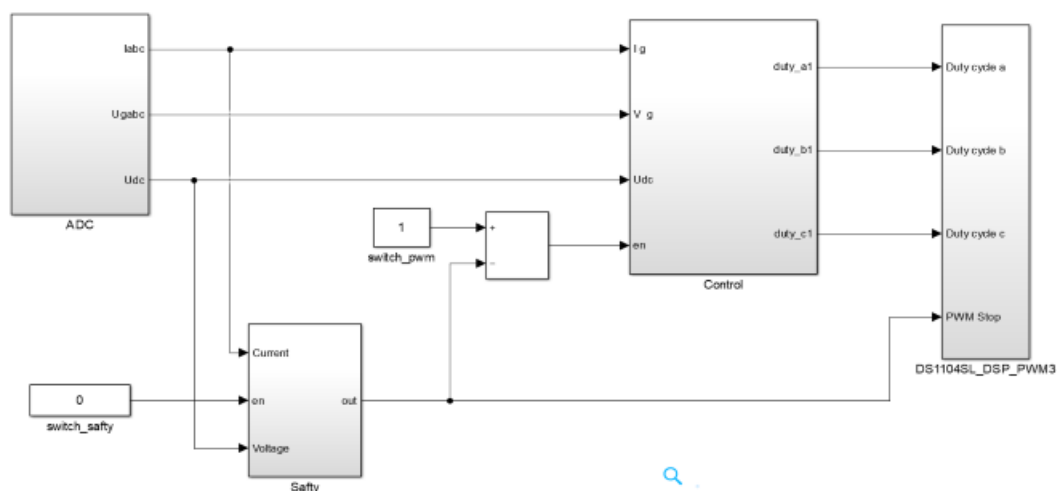 Iabc
Ugabc
Udc
ADC
I g
V g
Udc
en
duty_a1
duty_b1
duty_c1
Control
Duty cycle a
Duty cycle b
Duty cycle c
PWM Stop
DS1104SL_DSP_PWM3
1
switch_pwm
+
−
Current
en
Voltage
out
Safty
0
switch_safty